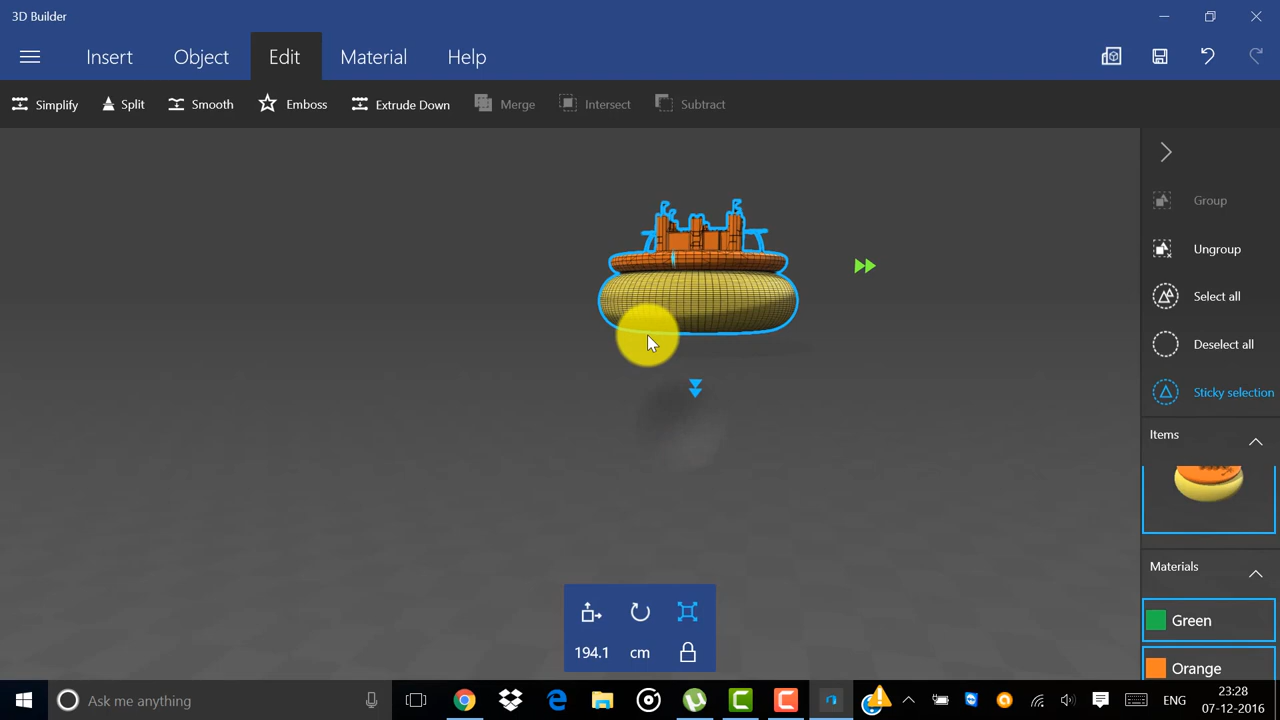 3D Builder
Insert Object Edit Material Help
Simplify Split Smooth Emboss Extrude Down Merge Intersect Subtract
Group
Ungroup
Select all
Deselect all
Sticky selection
Items
Materials
Green
Orange
194.1 cm
Ask me anything
ENG
23:28
07-12-2016